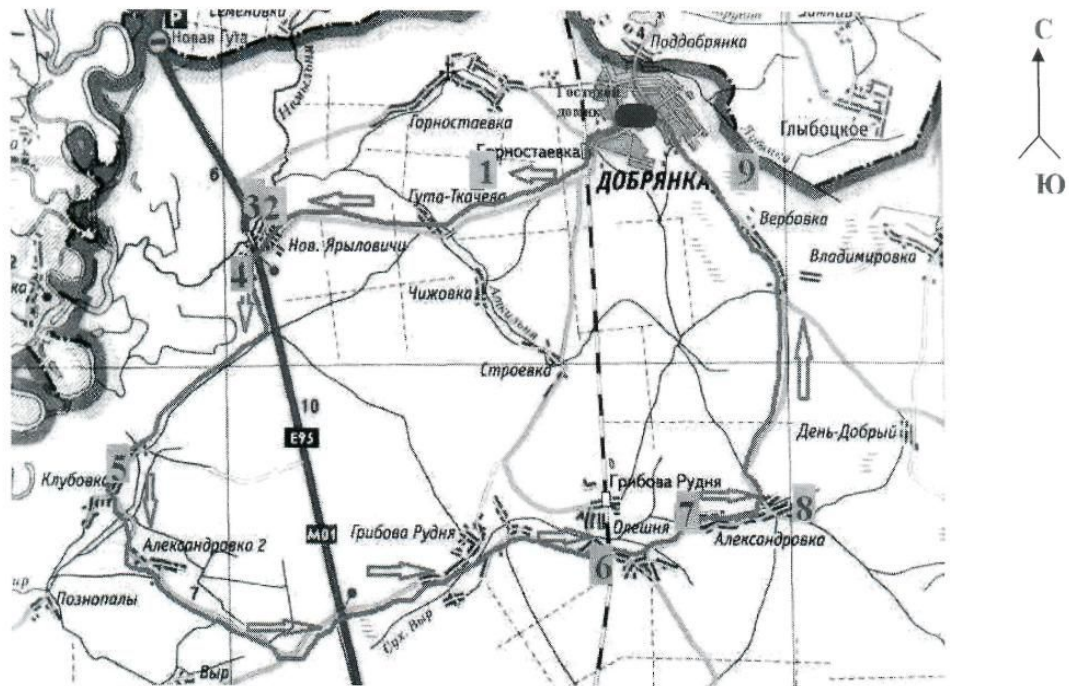 Р
Семеновка
Новая Гута
Немыльня
Поддобрянка
С
Гостевой
домик
Глыбоцкое
Горностаевка
Горностаевка
1
ДОБРЯНКА
9
Ю
6
Гута-Ткачева
32
Нов. Ярыловичи
Вербовка
Владимировка
4
Чижовка
Строевка
10
E95
День-Добрый
5
Клубовка
Грибова Рудня
7
8
M01
Грибова Рудня
Олешня
Александровка
6
Александровка 2
7
Познопалы
Сух. Выр
Выр